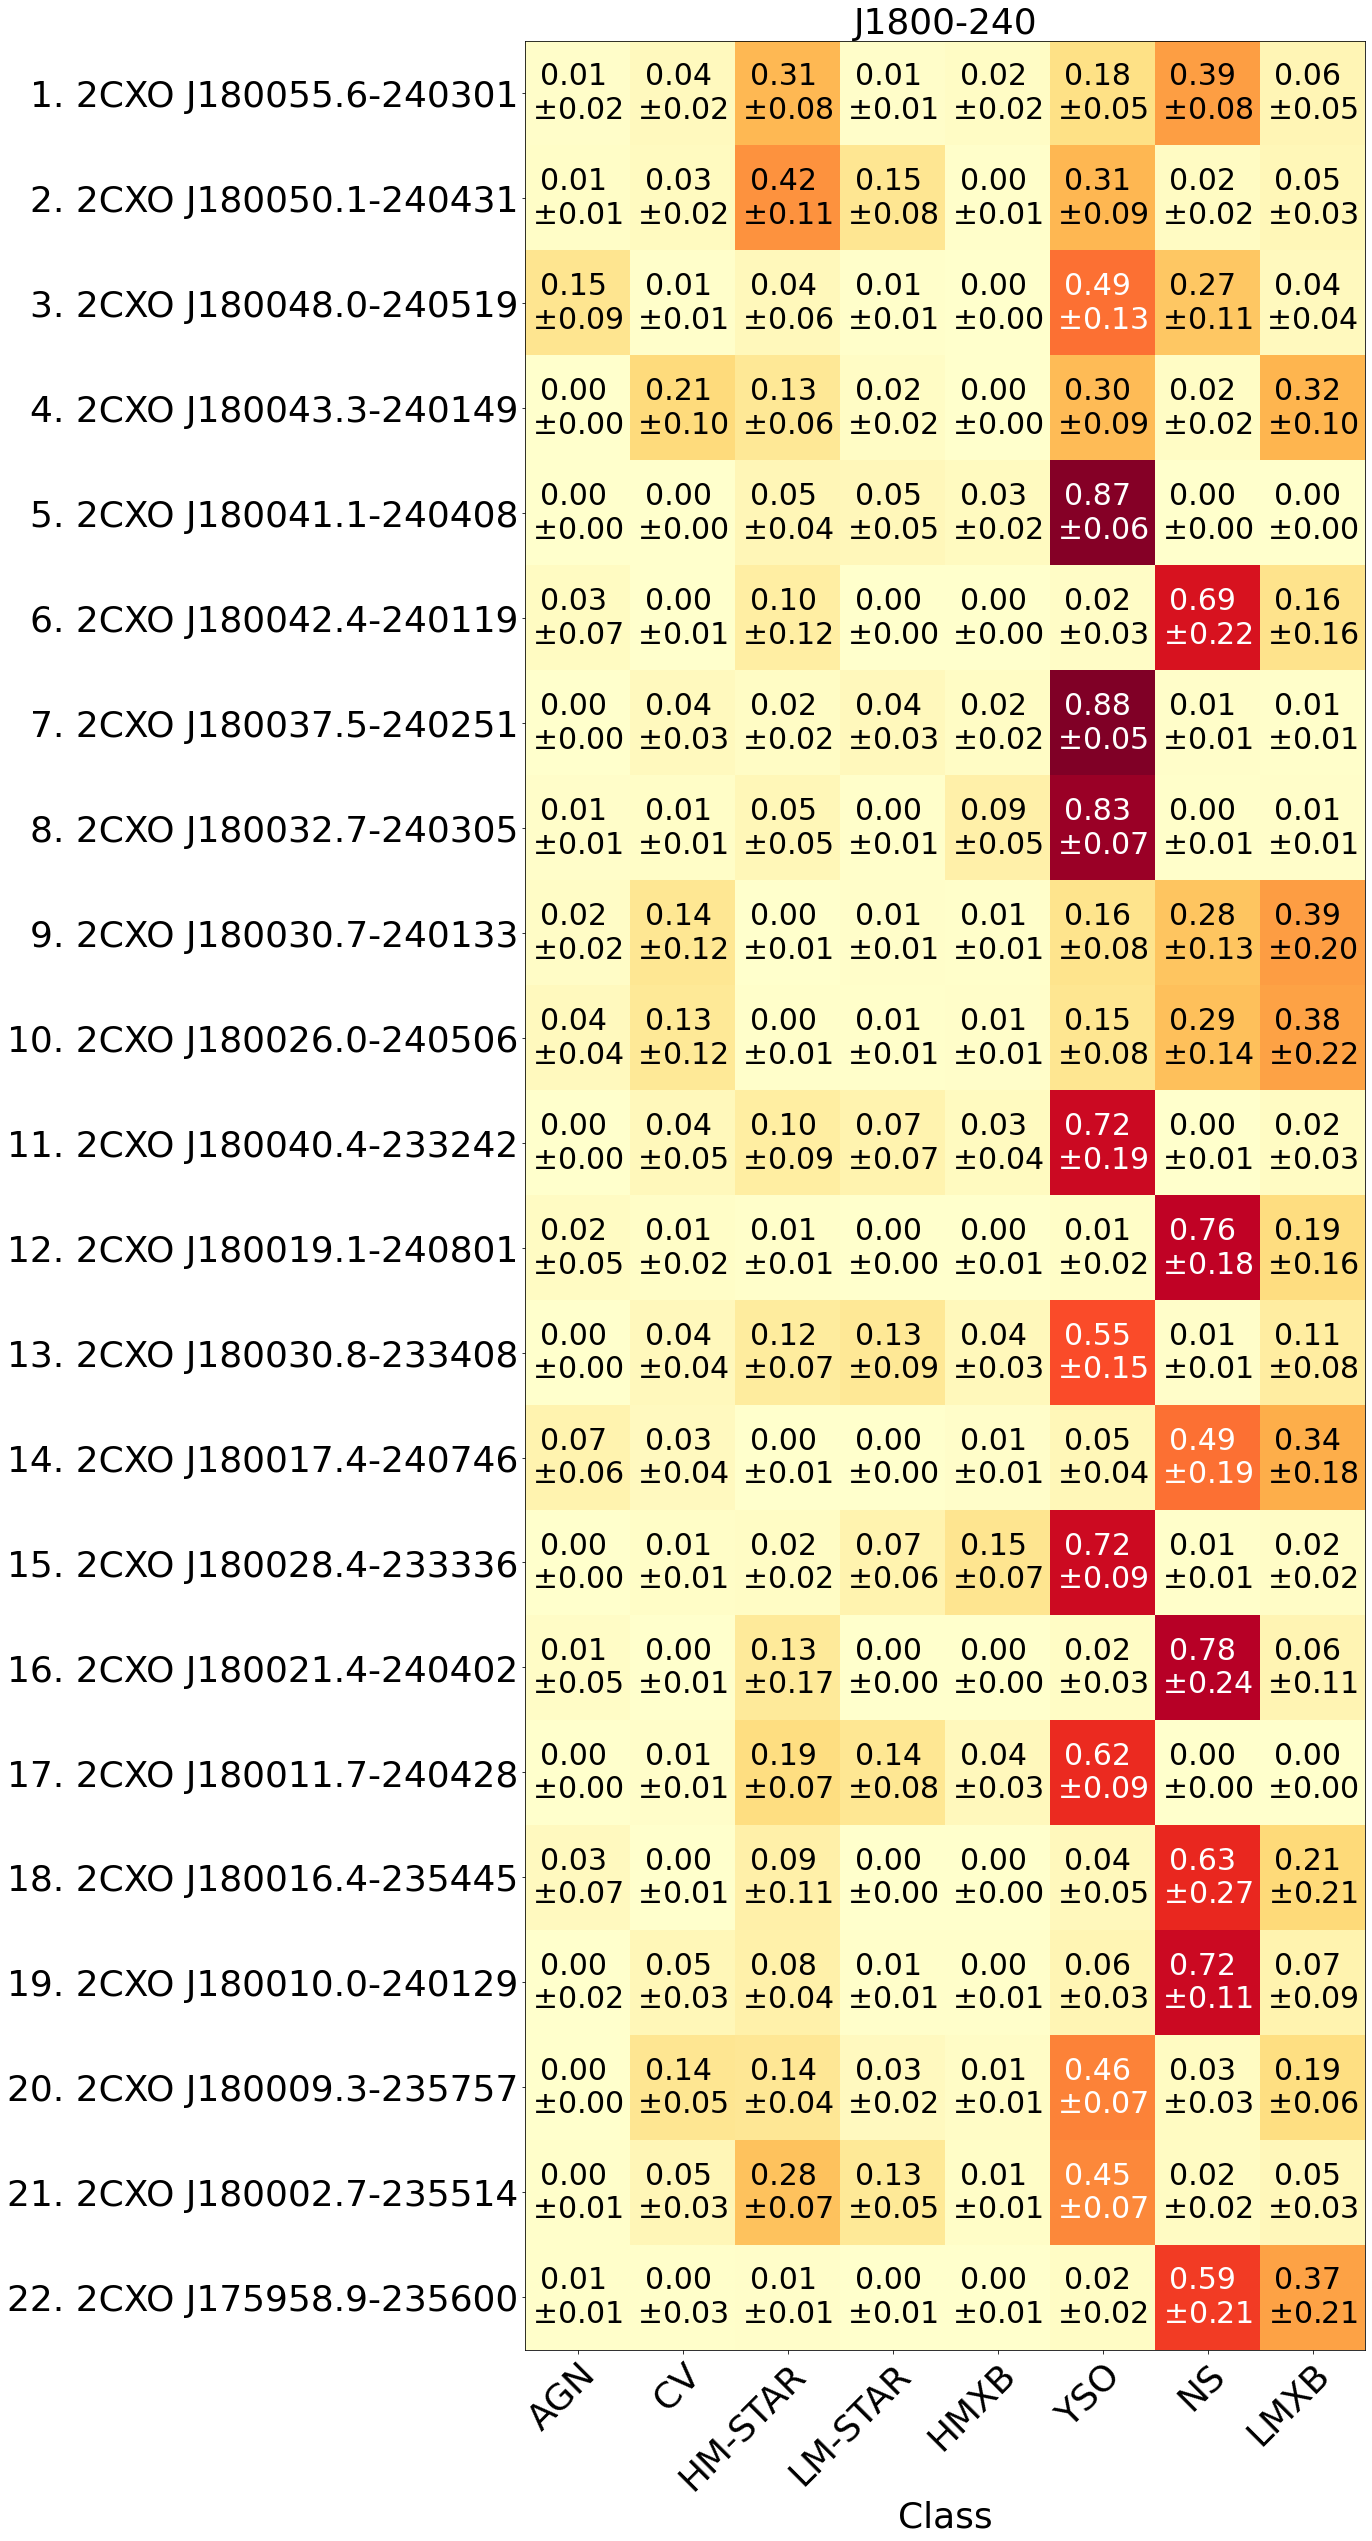 J1800-240
1. 2CXO J180055.6-240301 0.01 0.04 0.31 0.01 0.02 0.18 0.39 0.06
±0.02 ±0.02 ±0.08 ±0.01 ±0.02 ±0.05 ±0.08 ±0.05
2. 2CXO J180050.1-240431 0.01 0.03 0.42 0.15 0.00 0.31 0.02 0.05
±0.01 ±0.02 ±0.11 ±0.08 ±0.01 ±0.09 ±0.02 ±0.03
3. 2CXO J180048.0-240519 0.15 0.01 0.04 0.01 0.00 0.49 0.27 0.04
±0.09 ±0.01 ±0.06 ±0.01 ±0.00 ±0.13 ±0.11 ±0.04
4. 2CXO J180043.3-240149 0.00 0.21 0.13 0.02 0.00 0.30 0.02 0.32
±0.00 ±0.10 ±0.06 ±0.02 ±0.00 ±0.09 ±0.02 ±0.10
5. 2CXO J180041.1-240408 0.00 0.00 0.05 0.05 0.03 0.87 0.00 0.00
±0.00 ±0.00 ±0.04 ±0.05 ±0.02 ±0.06 ±0.00 ±0.00
6. 2CXO J180042.4-240119 0.03 0.00 0.10 0.00 0.00 0.02 0.69 0.16
±0.07 ±0.01 ±0.12 ±0.00 ±0.00 ±0.03 ±0.22 ±0.16
7. 2CXO J180037.5-240251 0.00 0.04 0.02 0.04 0.02 0.88 0.01 0.01
±0.00 ±0.03 ±0.02 ±0.03 ±0.02 ±0.05 ±0.01 ±0.01
8. 2CXO J180032.7-240305 0.01 0.01 0.05 0.00 0.09 0.83 0.00 0.01
±0.01 ±0.01 ±0.05 ±0.01 ±0.05 ±0.07 ±0.01 ±0.01
9. 2CXO J180030.7-240133 0.02 0.14 0.00 0.01 0.01 0.16 0.28 0.39
±0.02 ±0.12 ±0.01 ±0.01 ±0.01 ±0.08 ±0.13 ±0.20
10. 2CXO J180026.0-240506 0.04 0.13 0.00 0.01 0.01 0.15 0.29 0.38
±0.04 ±0.12 ±0.01 ±0.01 ±0.01 ±0.08 ±0.14 ±0.22
11. 2CXO J180040.4-233242 0.00 0.04 0.10 0.07 0.03 0.72 0.00 0.02
±0.00 ±0.05 ±0.09 ±0.07 ±0.04 ±0.19 ±0.01 ±0.03
12. 2CXO J180019.1-240801 0.02 0.01 0.01 0.00 0.00 0.01 0.76 0.19
±0.05 ±0.02 ±0.01 ±0.00 ±0.01 ±0.02 ±0.18 ±0.16
13. 2CXO J180030.8-233408 0.00 0.04 0.12 0.13 0.04 0.55 0.01 0.11
±0.00 ±0.04 ±0.07 ±0.09 ±0.03 ±0.15 ±0.01 ±0.08
14. 2CXO J180017.4-240746 0.07 0.03 0.00 0.00 0.01 0.05 0.49 0.34
±0.06 ±0.04 ±0.01 ±0.00 ±0.01 ±0.04 ±0.19 ±0.18
15. 2CXO J180028.4-233336 0.00 0.01 0.02 0.07 0.15 0.72 0.01 0.02
±0.00 ±0.01 ±0.02 ±0.06 ±0.07 ±0.09 ±0.01 ±0.02
16. 2CXO J180021.4-240402 0.01 0.00 0.13 0.00 0.00 0.02 0.78 0.06
±0.05 ±0.01 ±0.17 ±0.00 ±0.00 ±0.03 ±0.24 ±0.11
17. 2CXO J180011.7-240428 0.00 0.01 0.19 0.14 0.04 0.62 0.00 0.00
±0.00 ±0.01 ±0.07 ±0.08 ±0.03 ±0.09 ±0.00 ±0.00
18. 2CXO J180016.4-235445 0.03 0.00 0.09 0.00 0.00 0.04 0.63 0.21
±0.07 ±0.01 ±0.11 ±0.00 ±0.00 ±0.05 ±0.27 ±0.21
19. 2CXO J180010.0-240129 0.00 0.05 0.08 0.01 0.00 0.06 0.72 0.07
±0.02 ±0.03 ±0.04 ±0.01 ±0.01 ±0.03 ±0.11 ±0.09
20. 2CXO J180009.3-235757 0.00 0.14 0.14 0.03 0.01 0.46 0.03 0.19
±0.00 ±0.05 ±0.04 ±0.02 ±0.01 ±0.07 ±0.03 ±0.06
21. 2CXO J180002.7-235514 0.00 0.05 0.28 0.13 0.01 0.45 0.02 0.05
±0.01 ±0.03 ±0.07 ±0.05 ±0.01 ±0.07 ±0.02 ±0.03
22. 2CXO J175958.9-235600 0.01 0.00 0.01 0.00 0.00 0.02 0.59 0.37
±0.01 ±0.03 ±0.01 ±0.01 ±0.01 ±0.02 ±0.21 ±0.21
AGN CV HM-STAR LM-STAR HMXB YSO NS LMXB
Class